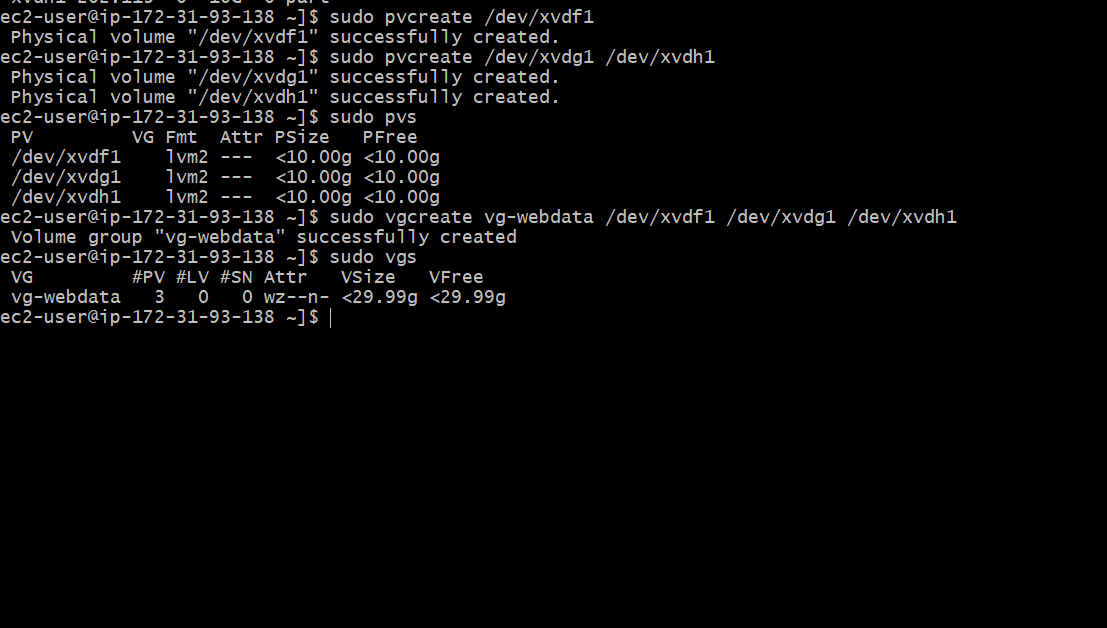 ec2-user@ip-172-31-93-138 ~]$ sudo pvcreate /dev/xvdf1
Physical volume "/dev/xvdf1" successfully created.
ec2-user@ip-172-31-93-138 ~]$ sudo pvcreate /dev/xvdg1 /dev/xvdh1
Physical volume "/dev/xvdg1" successfully created.
Physical volume "/dev/xvdh1" successfully created.
ec2-user@ip-172-31-93-138 ~]$ sudo pvs
PV         VG Fmt  Attr PSize   PFree
/dev/xvdf1    lvm2 ---  <10.00g <10.00g
/dev/xvdg1    lvm2 ---  <10.00g <10.00g
/dev/xvdh1    lvm2 ---  <10.00g <10.00g
ec2-user@ip-172-31-93-138 ~]$ sudo vgcreate vg-webdata /dev/xvdf1 /dev/xvdg1 /dev/xvdh1
Volume group "vg-webdata" successfully created
ec2-user@ip-172-31-93-138 ~]$ sudo vgs
VG         #PV #LV #SN Attr   VSize   VFree
vg-webdata   3   0   0 wz--n- <29.99g <29.99g
ec2-user@ip-172-31-93-138 ~]$